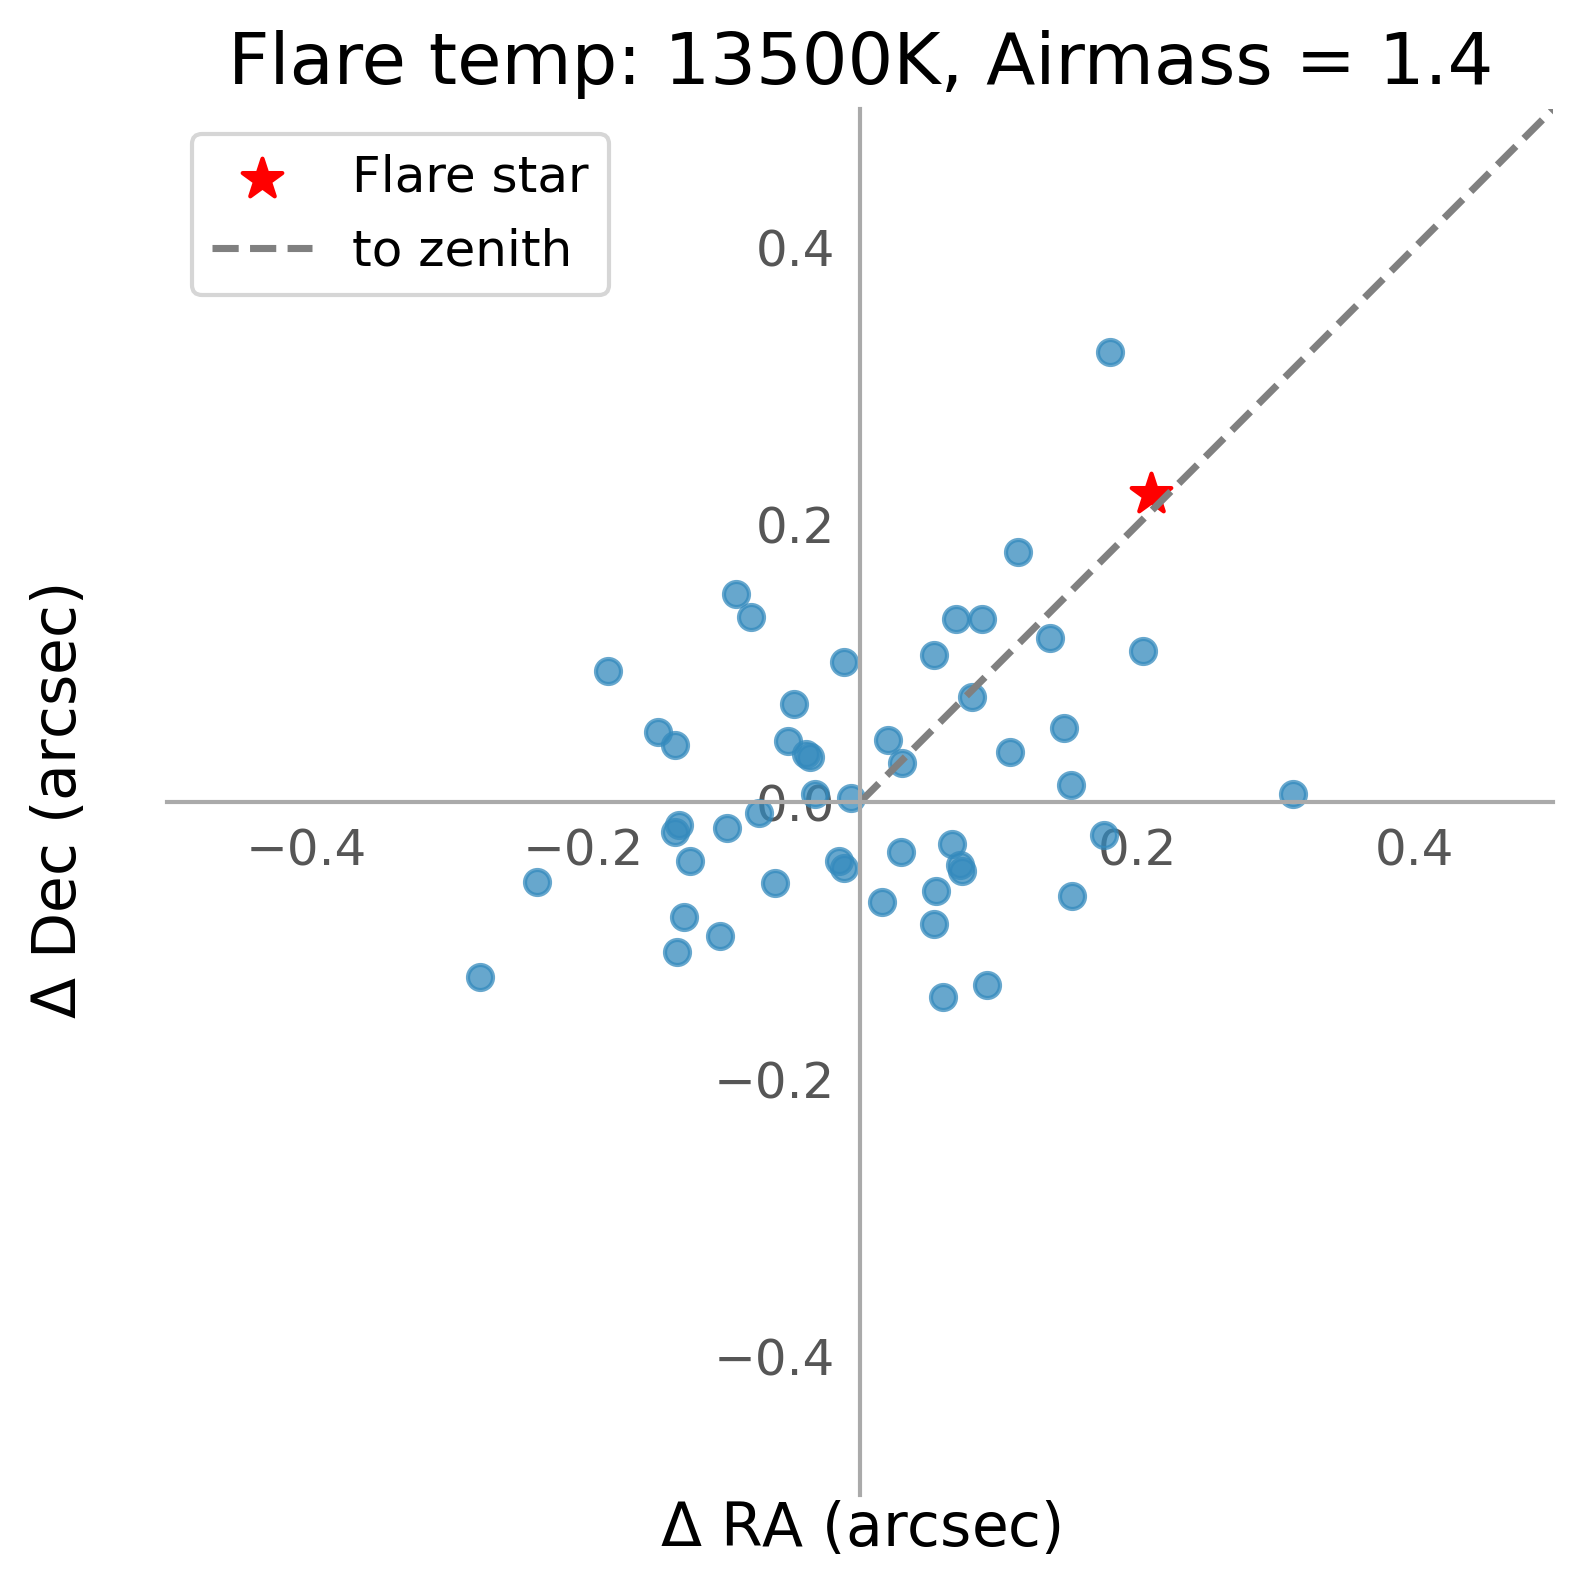 Flare temp: 13500K, Airmass = 1.4
Flare star
to zenith
0.4
0.2
0.0
−0.4 −0.2 0.2 0.4
−0.2
−0.4
Δ Dec (arcsec)
Δ RA (arcsec)